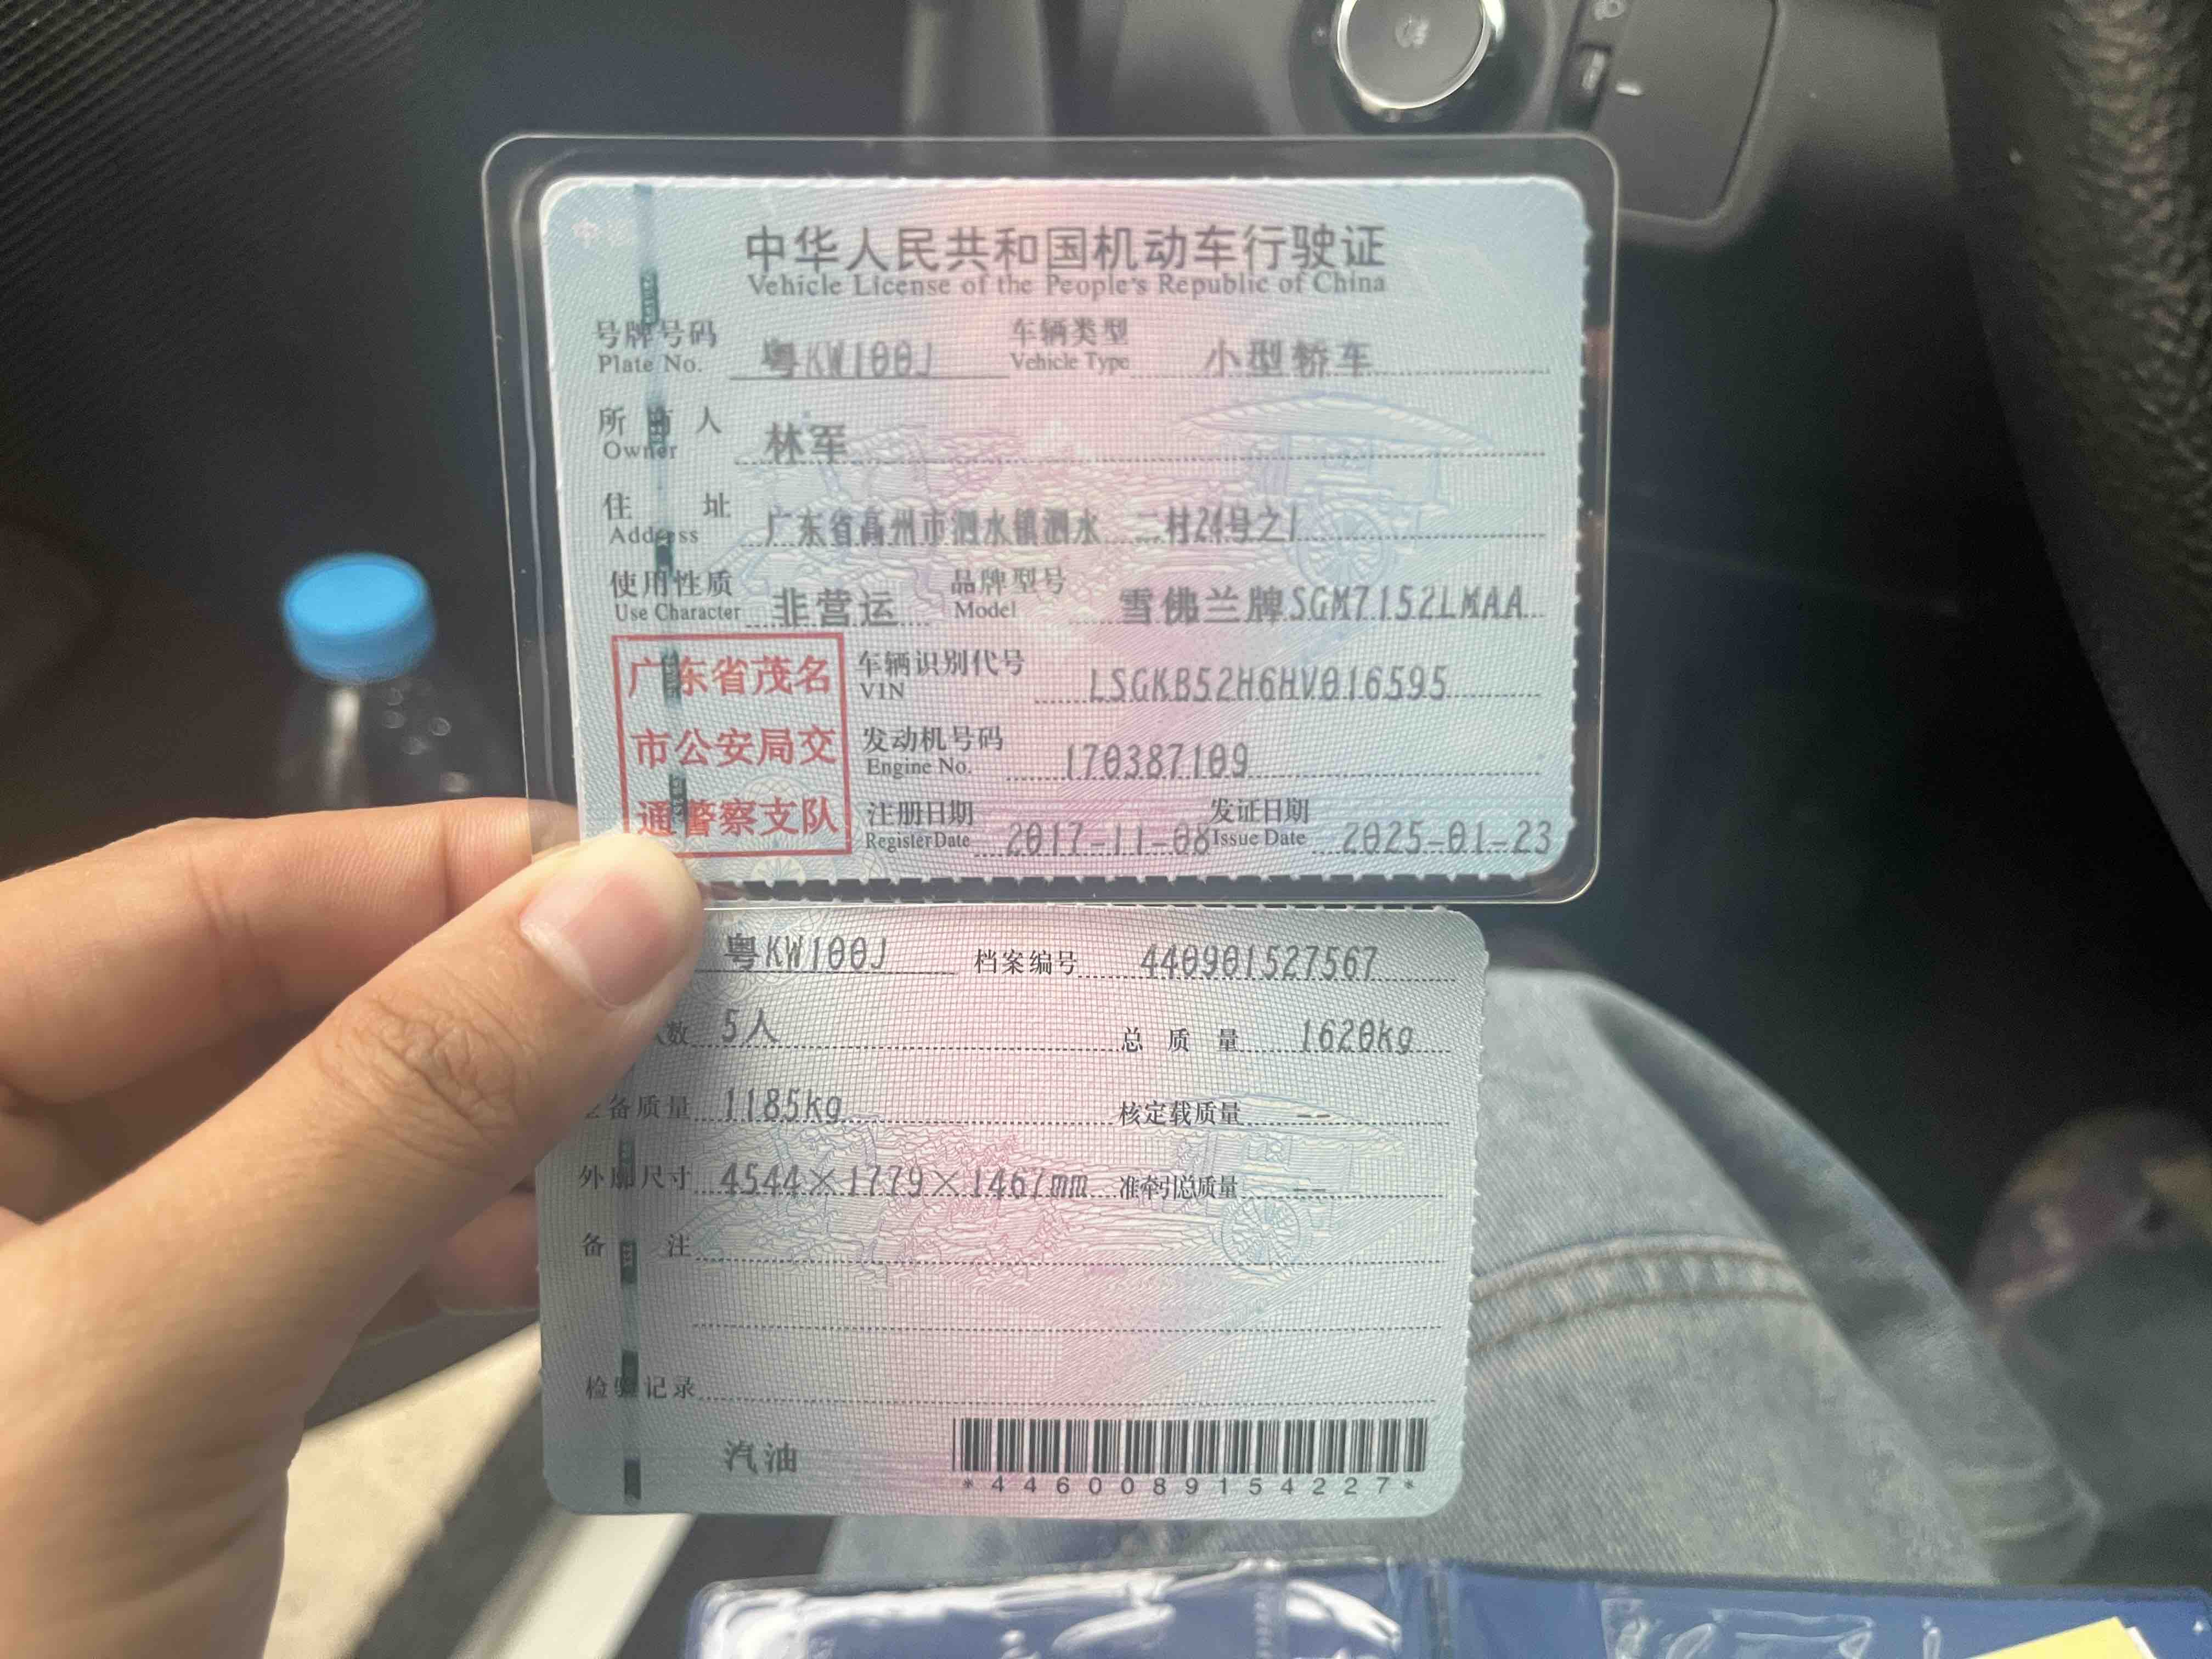 中华人民共和国机动车行驶证
Vehicle License of the People's Republic of China
号牌号码 粤KW100J 车辆类型 小型轿车
Plate No. Vehicle Type
所有人 林军
Owner
住址 广东省高州市泗水镇泗水 二村24号之1
Address
使用性质 非营运 品牌型号 雪佛兰牌SGM7152LMAA
Use Character Model
广东省茂名
市公安局交
通警察支队
车辆识别代号 LSGKB52H6HV016595
VIN
发动机号码 170387109
Engine No.
注册日期 2017-11-08 发证日期 2025-01-23
Register Date Issue Date
粤KW100J 档案编号 440901527567
人数 5人 总质量 1620kg
备质量 1185kg 核定载质量 --
外廓尺寸 4544×1779×1467mm 准牵引总质量 --
备注
检验记录
汽油
*4460089154227*